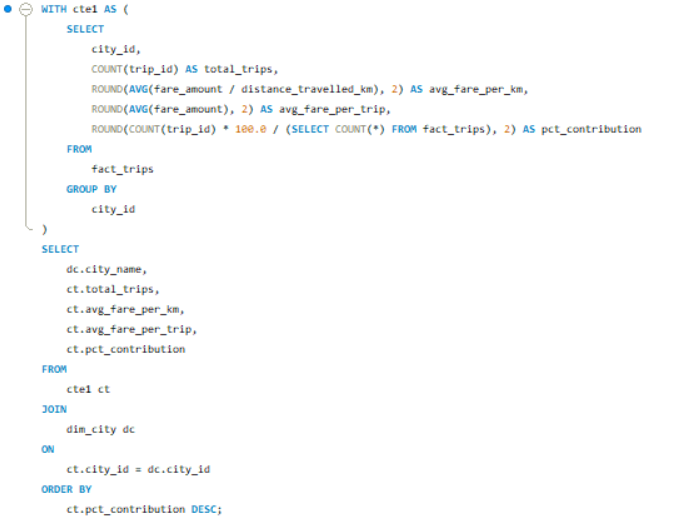 WITH cte1 AS (
SELECT
city_id,
COUNT(trip_id) AS total_trips,
ROUND(AVG(fare_amount / distance_travelled_km), 2) AS avg_fare_per_km,
ROUND(AVG(fare_amount), 2) AS avg_fare_per_trip,
ROUND(COUNT(trip_id) * 100.0 / (SELECT COUNT(*) FROM fact_trips), 2) AS pct_contribution
FROM
fact_trips
GROUP BY
city_id
)
SELECT
dc.city_name,
ct.total_trips,
ct.avg_fare_per_km,
ct.avg_fare_per_trip,
ct.pct_contribution
FROM
cte1 ct
JOIN
dim_city dc
ON
ct.city_id = dc.city_id
ORDER BY
ct.pct_contribution DESC;